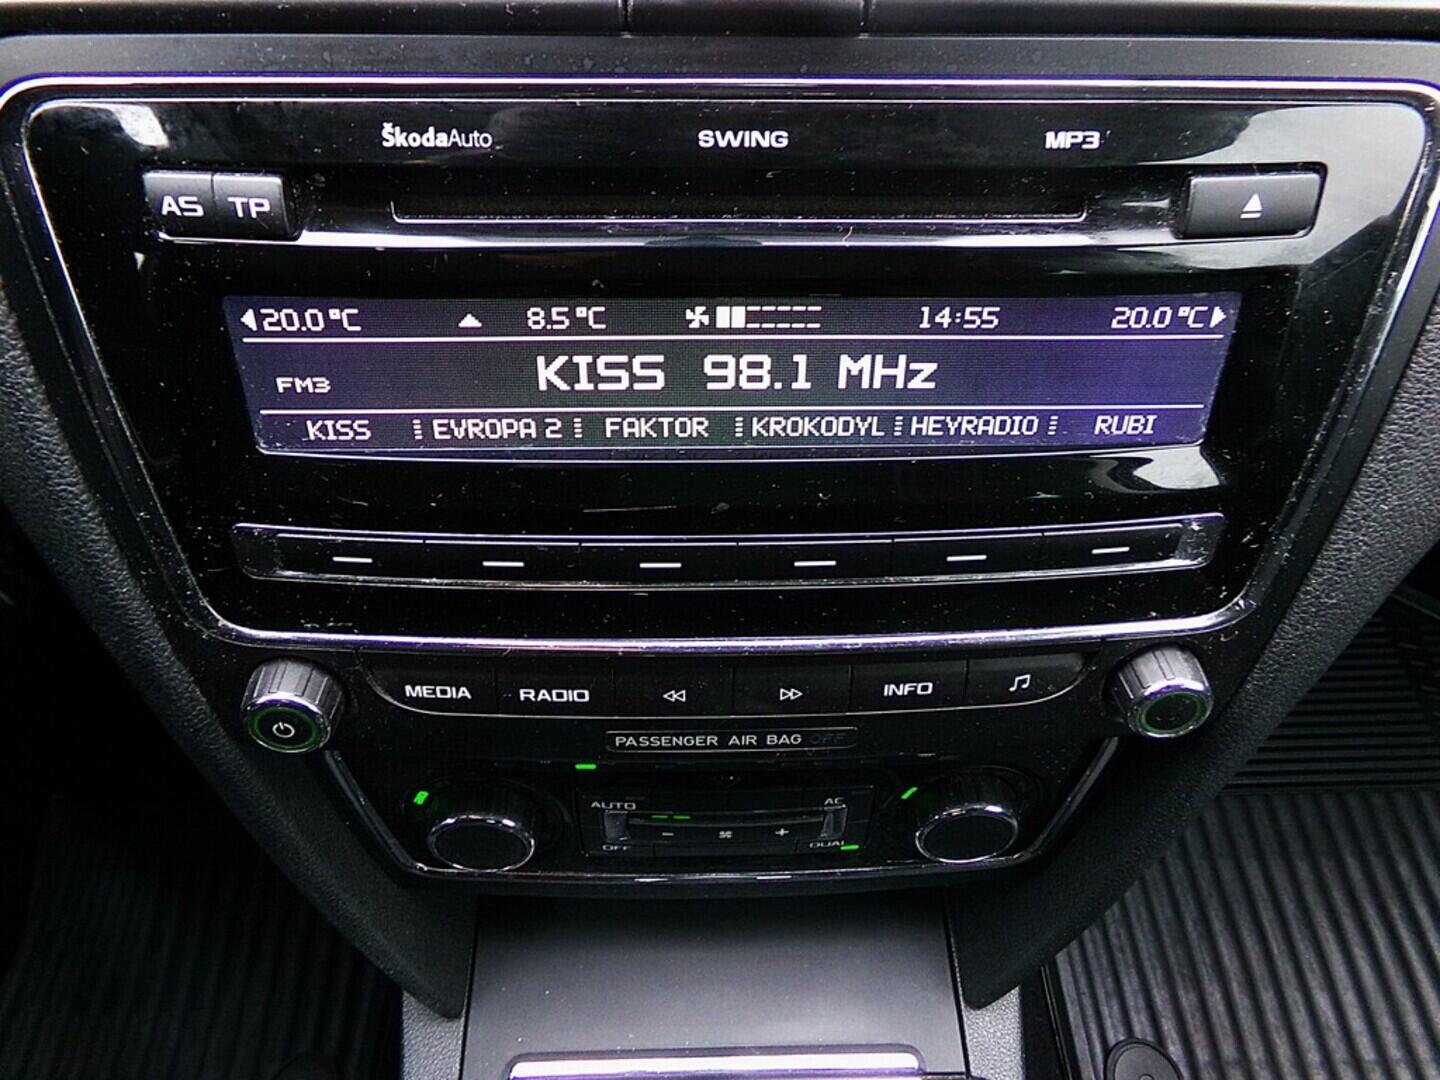 ŠkodaAuto SWING MP3
AS TP
20.0°C 8.5°C 14:55 20.0°C
FM3 KISS 98.1 MHz
KISS EVROPA 2 FAKTOR KROKODYL HEYRADIO RUBI
MEDIA RADIO INFO
PASSENGER AIR BAG OFF
AUTO AC
- +
OFF DUAL